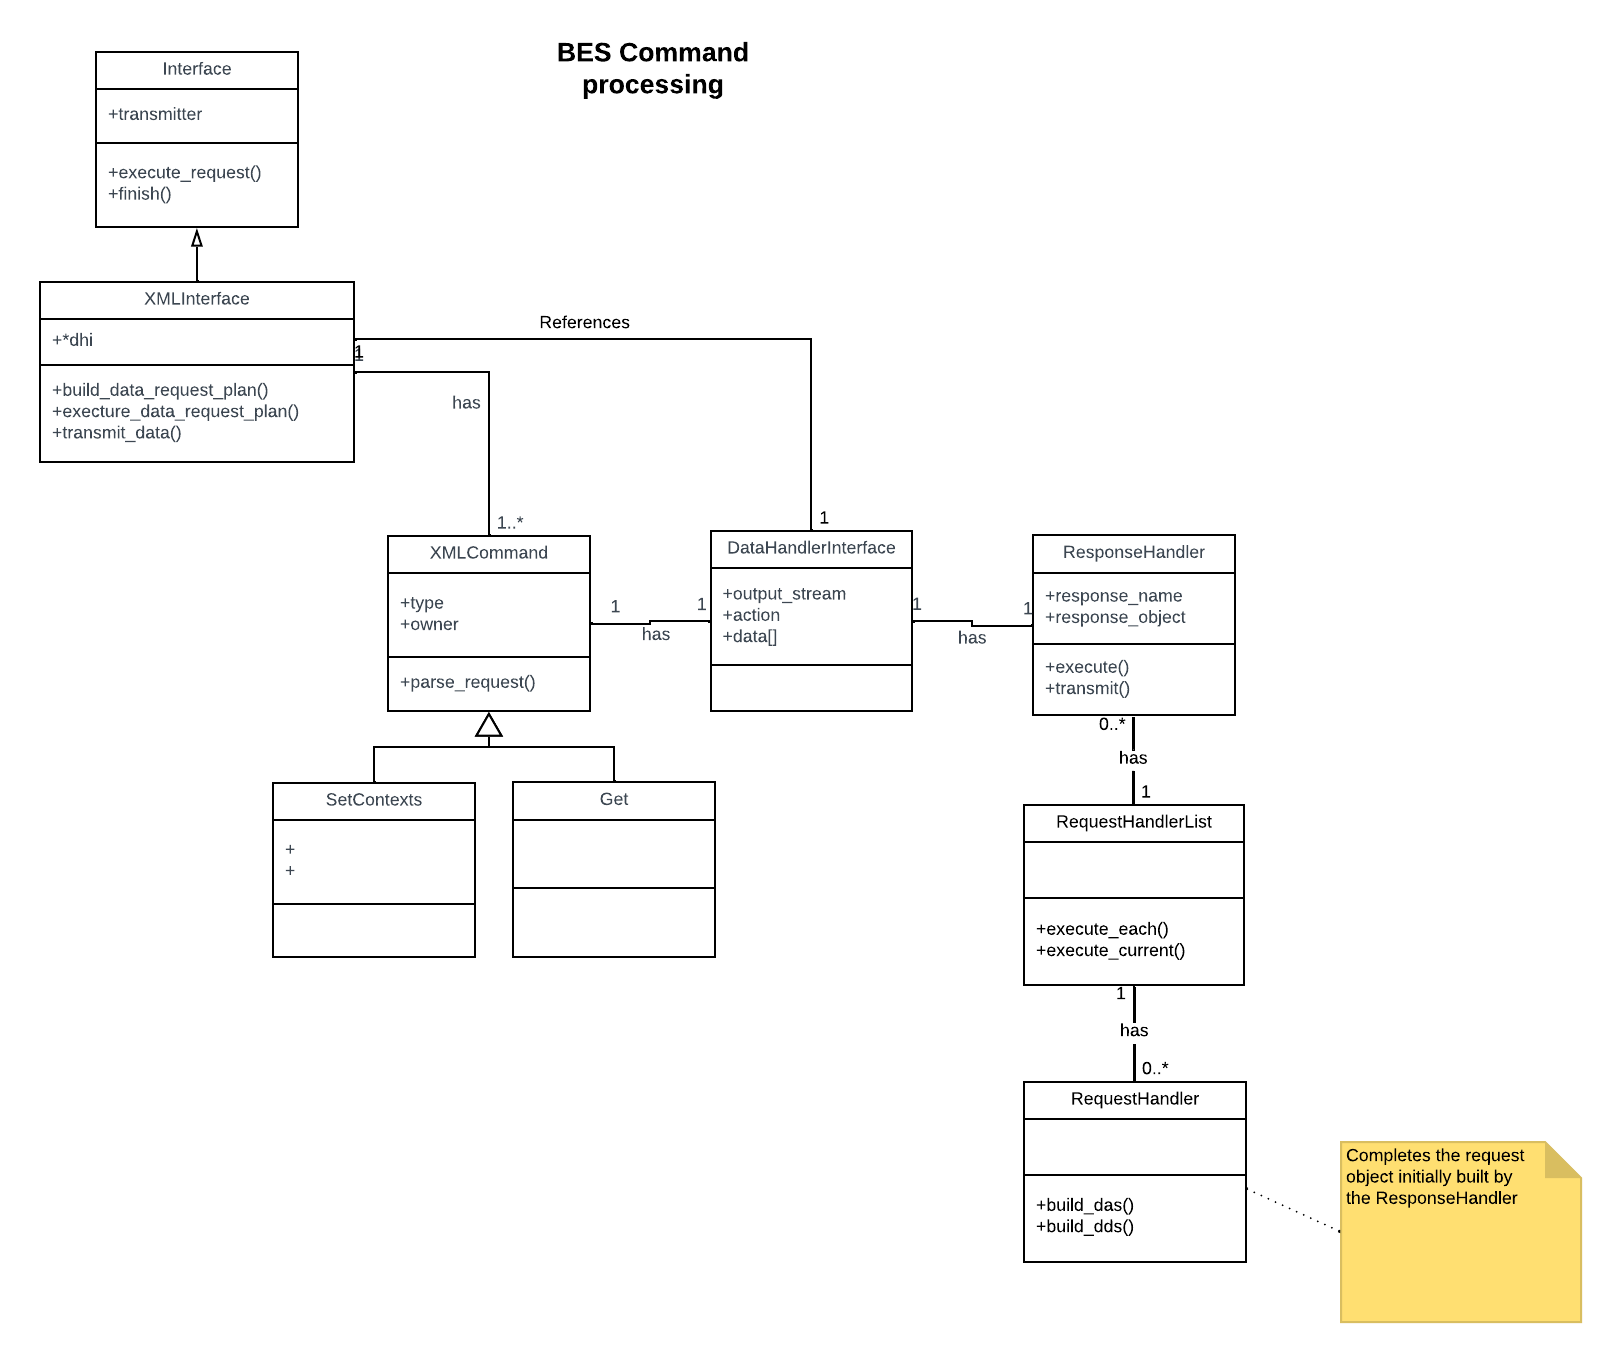 BES Command
processing
Interface
+transmitter
+execute_request()
+finish()
XMLInterface
+*dhi
+build_data_request_plan()
+execture_data_request_plan()
+transmit_data()
References
1
1
has
1..*
1
XMLCommand
+type
+owner
+parse_request()
1
1
has
DataHandlerInterface
+output_stream
+action
+data[]
1
1
has
ResponseHandler
+response_name
+response_object
+execute()
+transmit()
0..*
has
1
SetContexts
+
+
Get
RequestHandlerList
+execute_each()
+execute_current()
1
has
0..*
RequestHandler
+build_das()
+build_dds()
Completes the request
object initially built by
the ResponseHandler